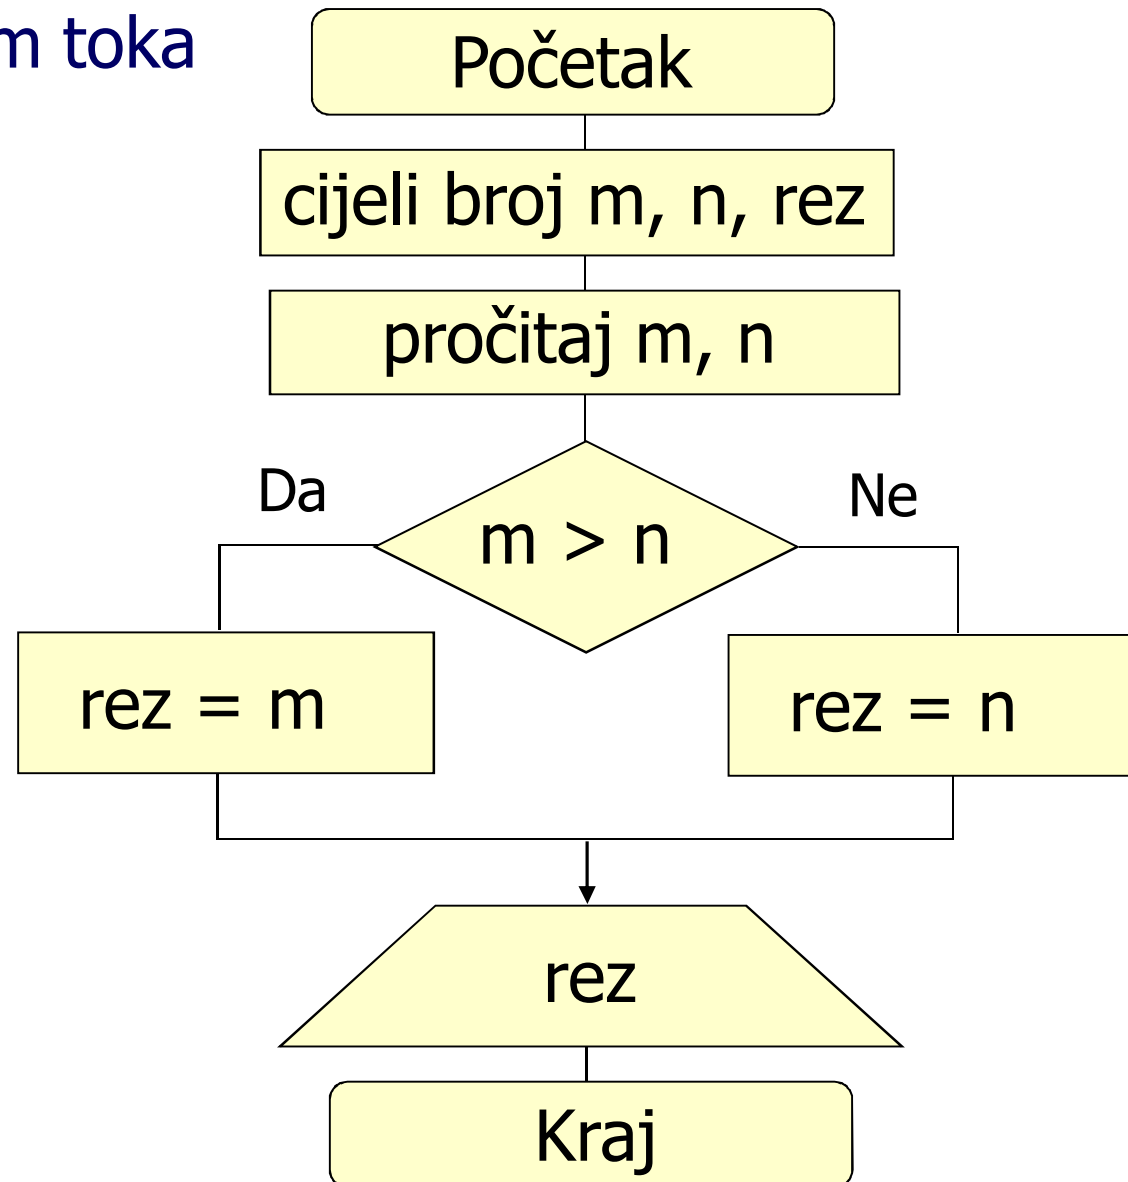 m toka
Početak
cijeli broj m, n, rez
pročitaj m, n
Da
Ne
m > n
rez = m
rez = n
rez
Kraj